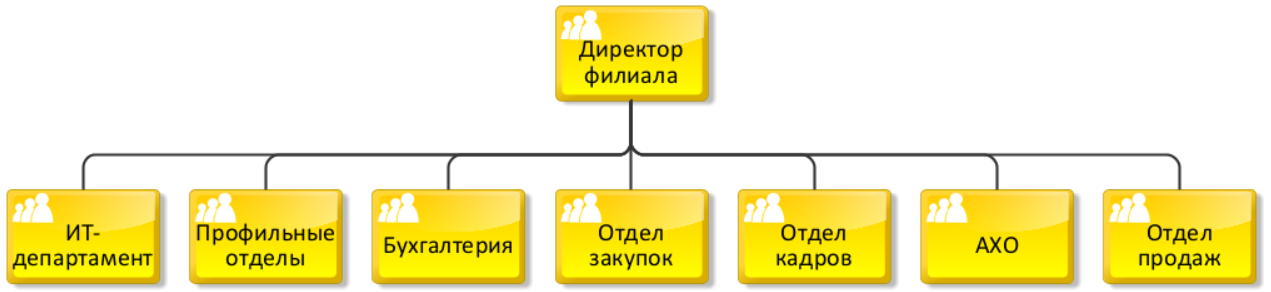 Директор
филиала
ИТ-
департамент
Профильные
отделы
Бухгалтерия
Отдел
закупок
Отдел
кадров
АХО
Отдел
продаж